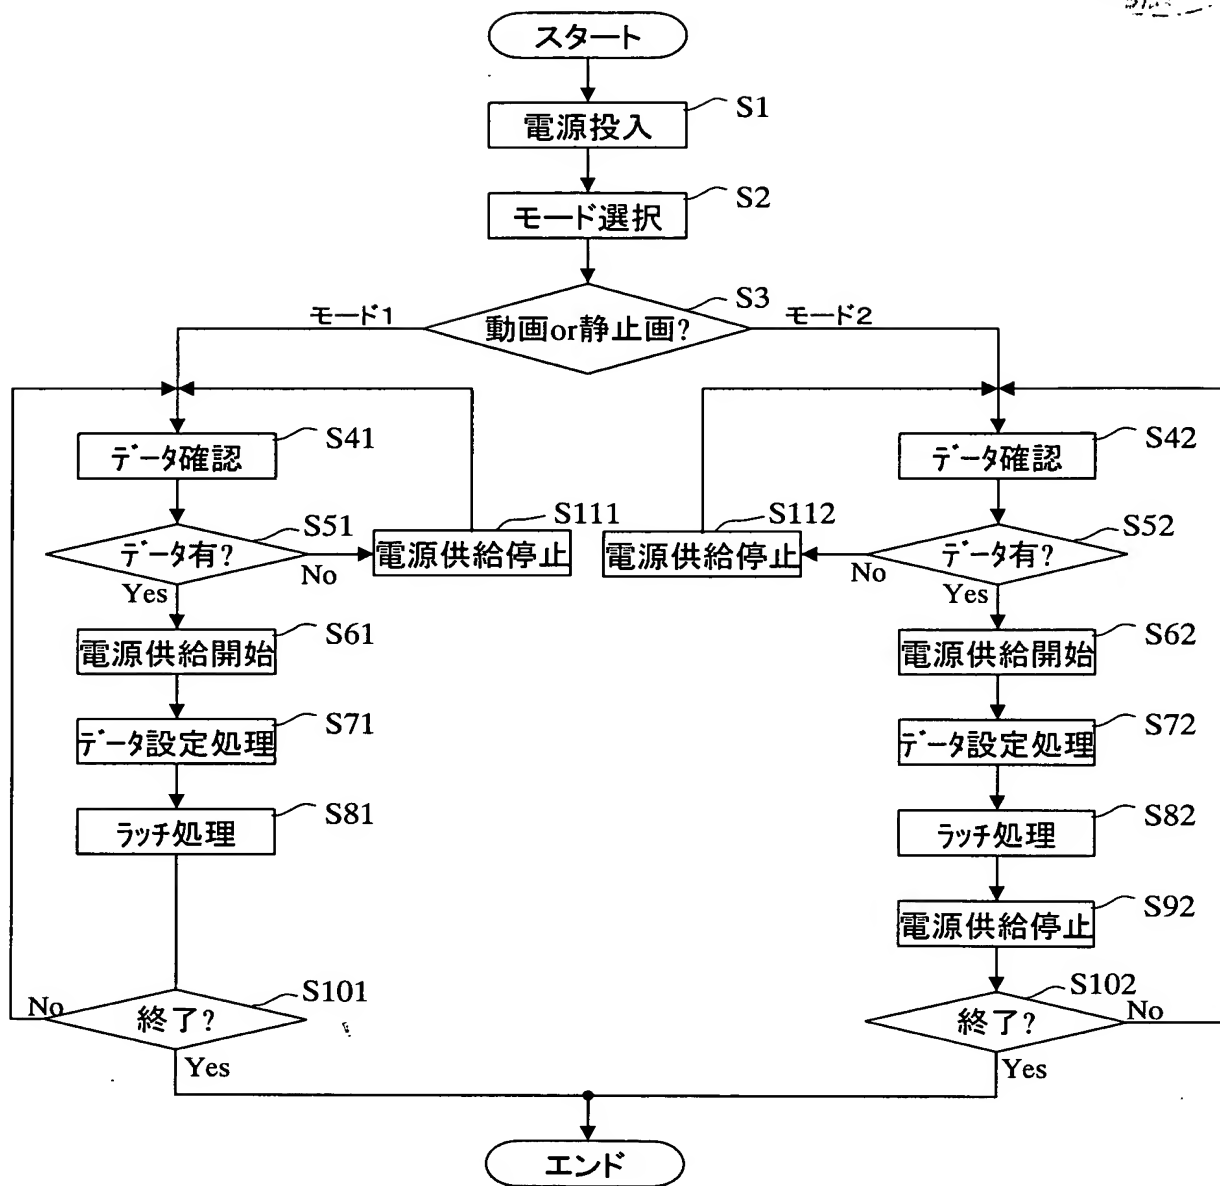 スタート
電源投入
S1
モード選択
S2
動画or静止画?
S3
モード1
モード2
データ確認
S41
データ有?
S51
No
Yes
電源供給停止
S111
電源供給開始
S61
データ設定処理
S71
ラッチ処理
S81
終了?
S101
No
Yes
データ確認
S42
データ有?
S52
No
Yes
電源供給停止
S112
電源供給開始
S62
データ設定処理
S72
ラッチ処理
S82
電源供給停止
S92
終了?
S102
No
Yes
エンド